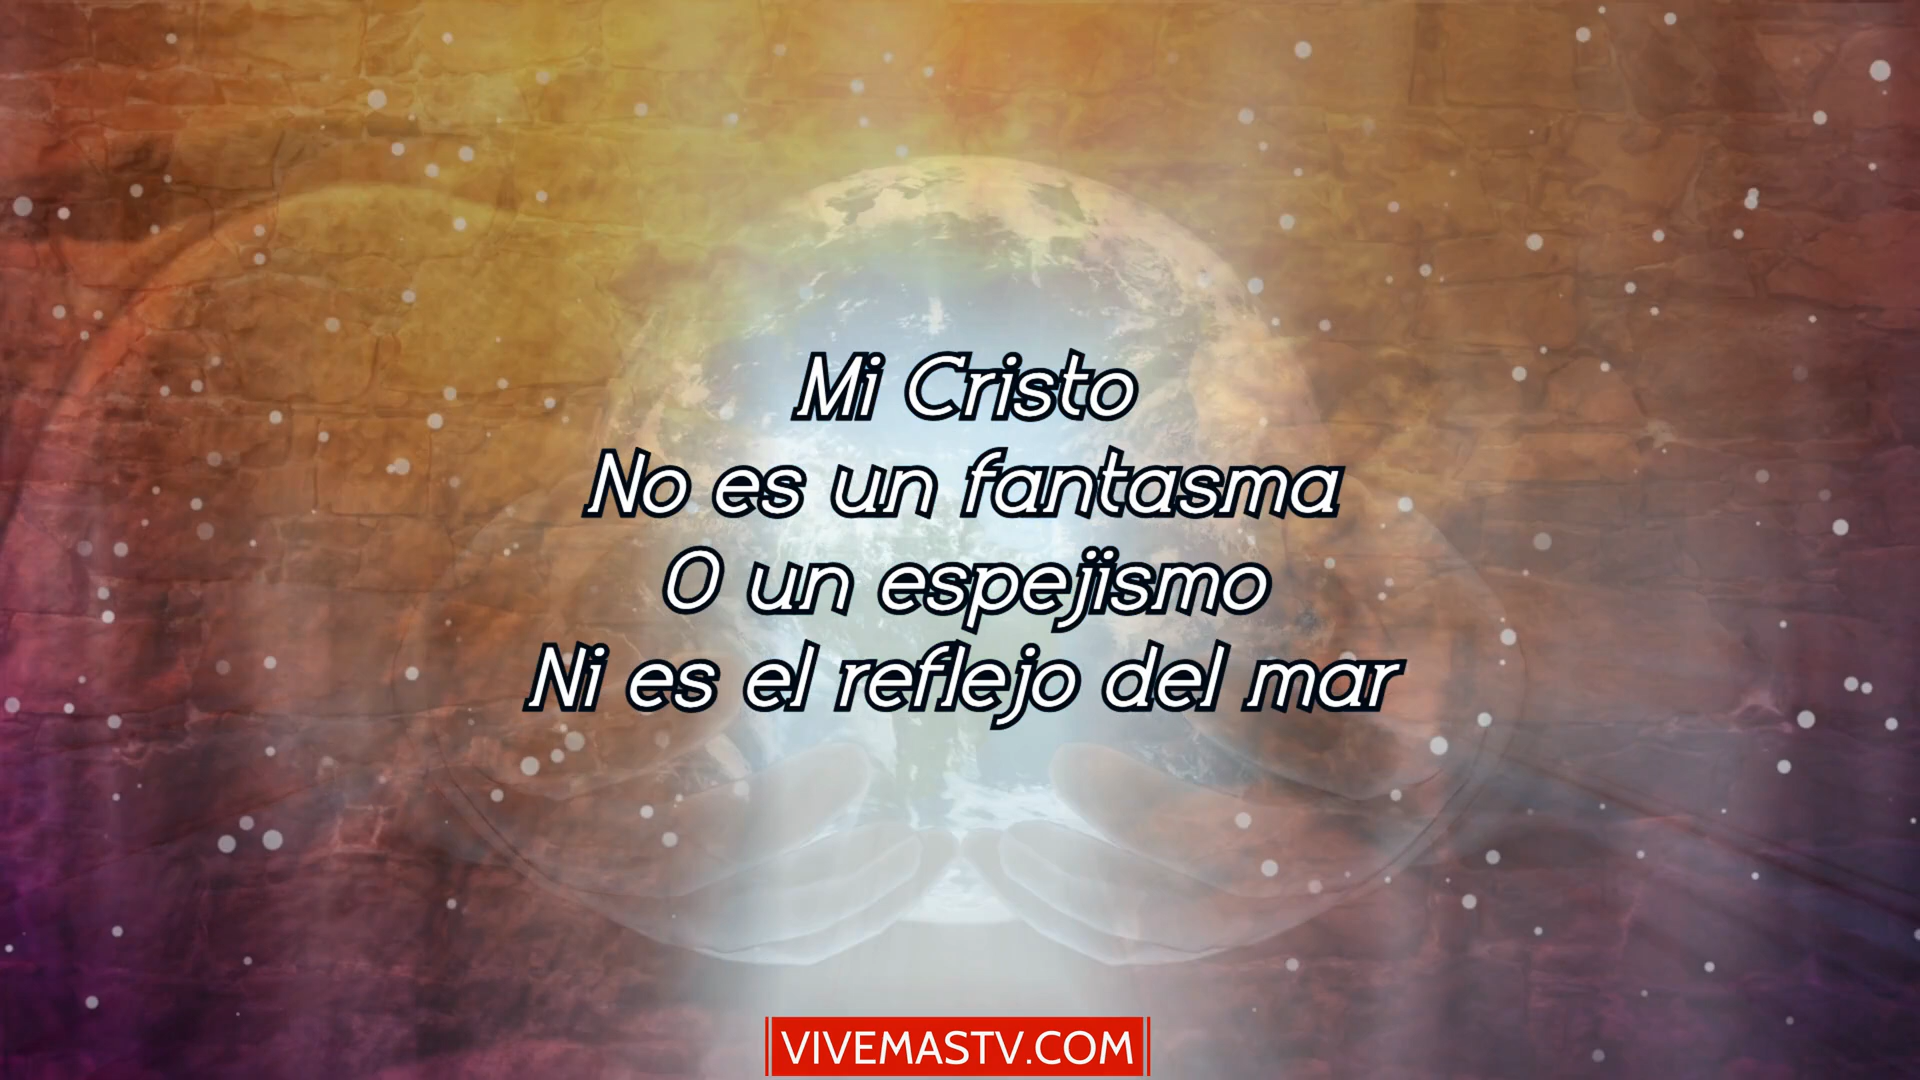 Mi Cristo
No es un fantasma
O un espejismo
Ni es el reflejo del mar
VIVEMASTV.COM